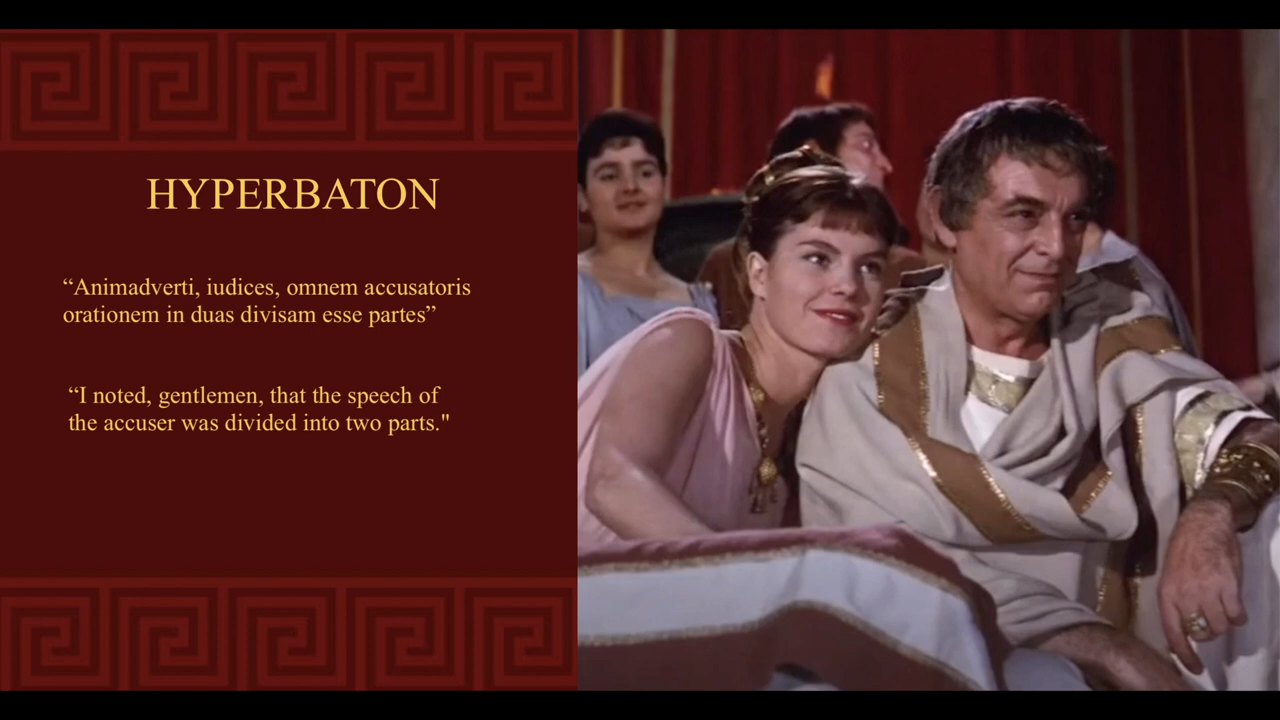 HYPERBATON
“Animadverti, iudices, omnem accusatoris
orationem in duas divisam esse partes”
“I noted, gentlemen, that the speech of
the accuser was divided into two parts."